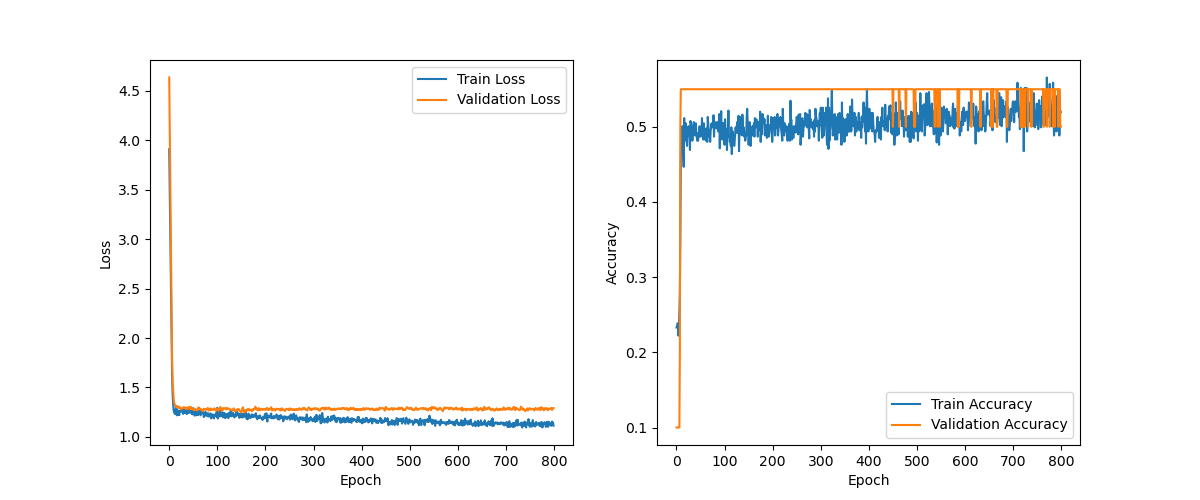 Train Loss
Validation Loss
4.5
4.0
3.5
3.0
2.5
2.0
1.5
1.0
Loss
0 100 200 300 400 500 600 700 800
Epoch
0.5
0.4
0.3
0.2
0.1
Accuracy
Train Accuracy
Validation Accuracy
0 100 200 300 400 500 600 700 800
Epoch